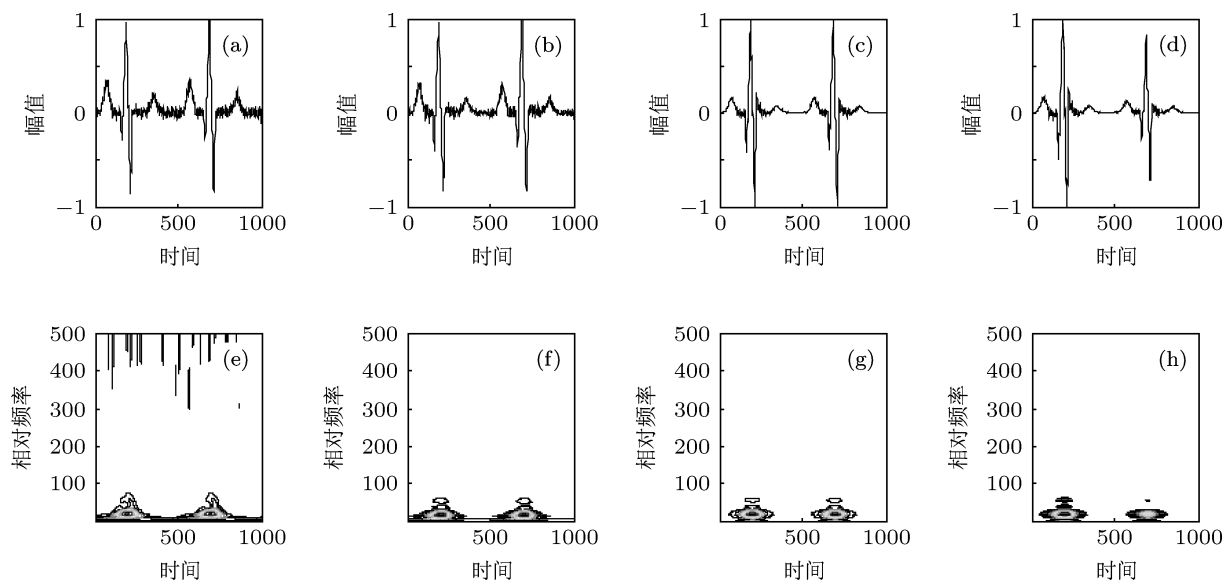 1 (a) 1 (b) 1 (c) 1 (d)
幅值 0 幅值 0 幅值 0 幅值 0
−1 −1 −1 −1
0 500 1000 0 500 1000 0 500 1000 0 500 1000
时间 时间 时间 时间
500 (e) 500 (f) 500 (g) 500 (h)
400 400 400 400
相对频率 300 相对频率 300 相对频率 300 相对频率 300
200 200 200 200
100 100 100 100
500 1000 500 1000 500 1000 500 1000
时间 时间 时间 时间